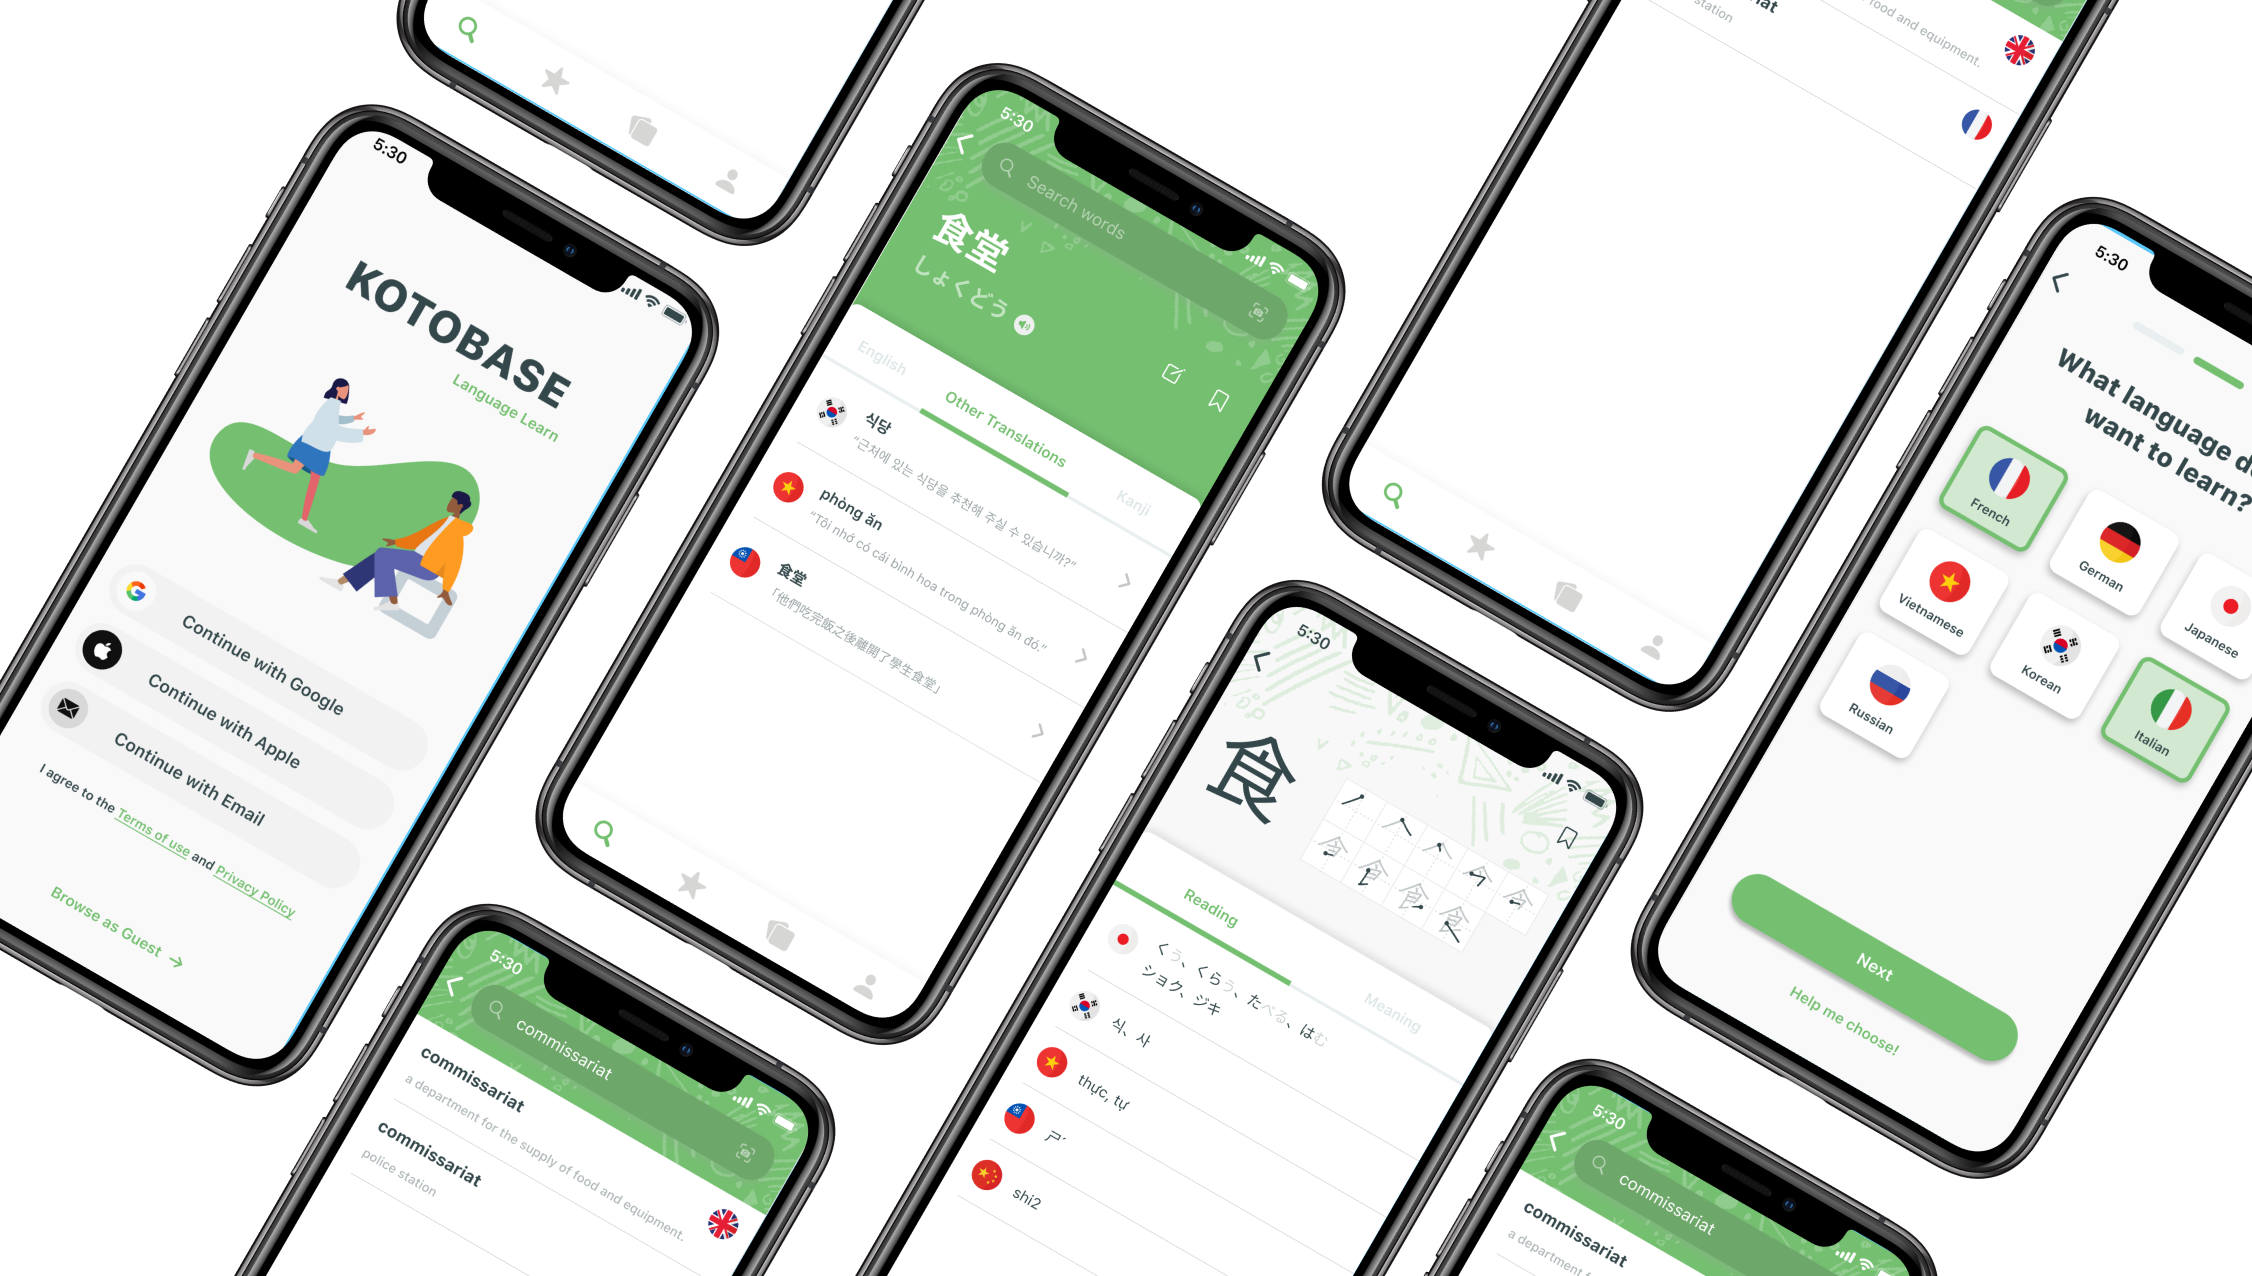 5:30
KOTOBASE
Language Learn
Continue with Google
Continue with Apple
Continue with Email
I agree to the Terms of use and Privacy Policy
Browse as Guest →
5:30
Search words
食堂
しょくどう
English
Other Translations
Kanji
식당
"근처에 있는 식당을 추천해 주실 수 있습니까?"
phòng ăn
"Tôi nhớ có cái bình hoa trong phòng ăn đó."
食堂
「他們吃完飯之後離開了學生食堂」
5:30
commissariat
commissariat
a department for the supply of food and equipment.
commissariat
police station
station
food and equipment.
5:30
食
Reading
Meaning
くう、くらう、たべる、はむ
ショク、ジキ
식、사
thực, tự
ㄕˊ
shi2
5:30
What language d
want to learn?
French
German
Japanese
Vietnamese
Korean
Italian
Russian
Next
Help me choose!
5:30
commissariat
commissariat
a department f